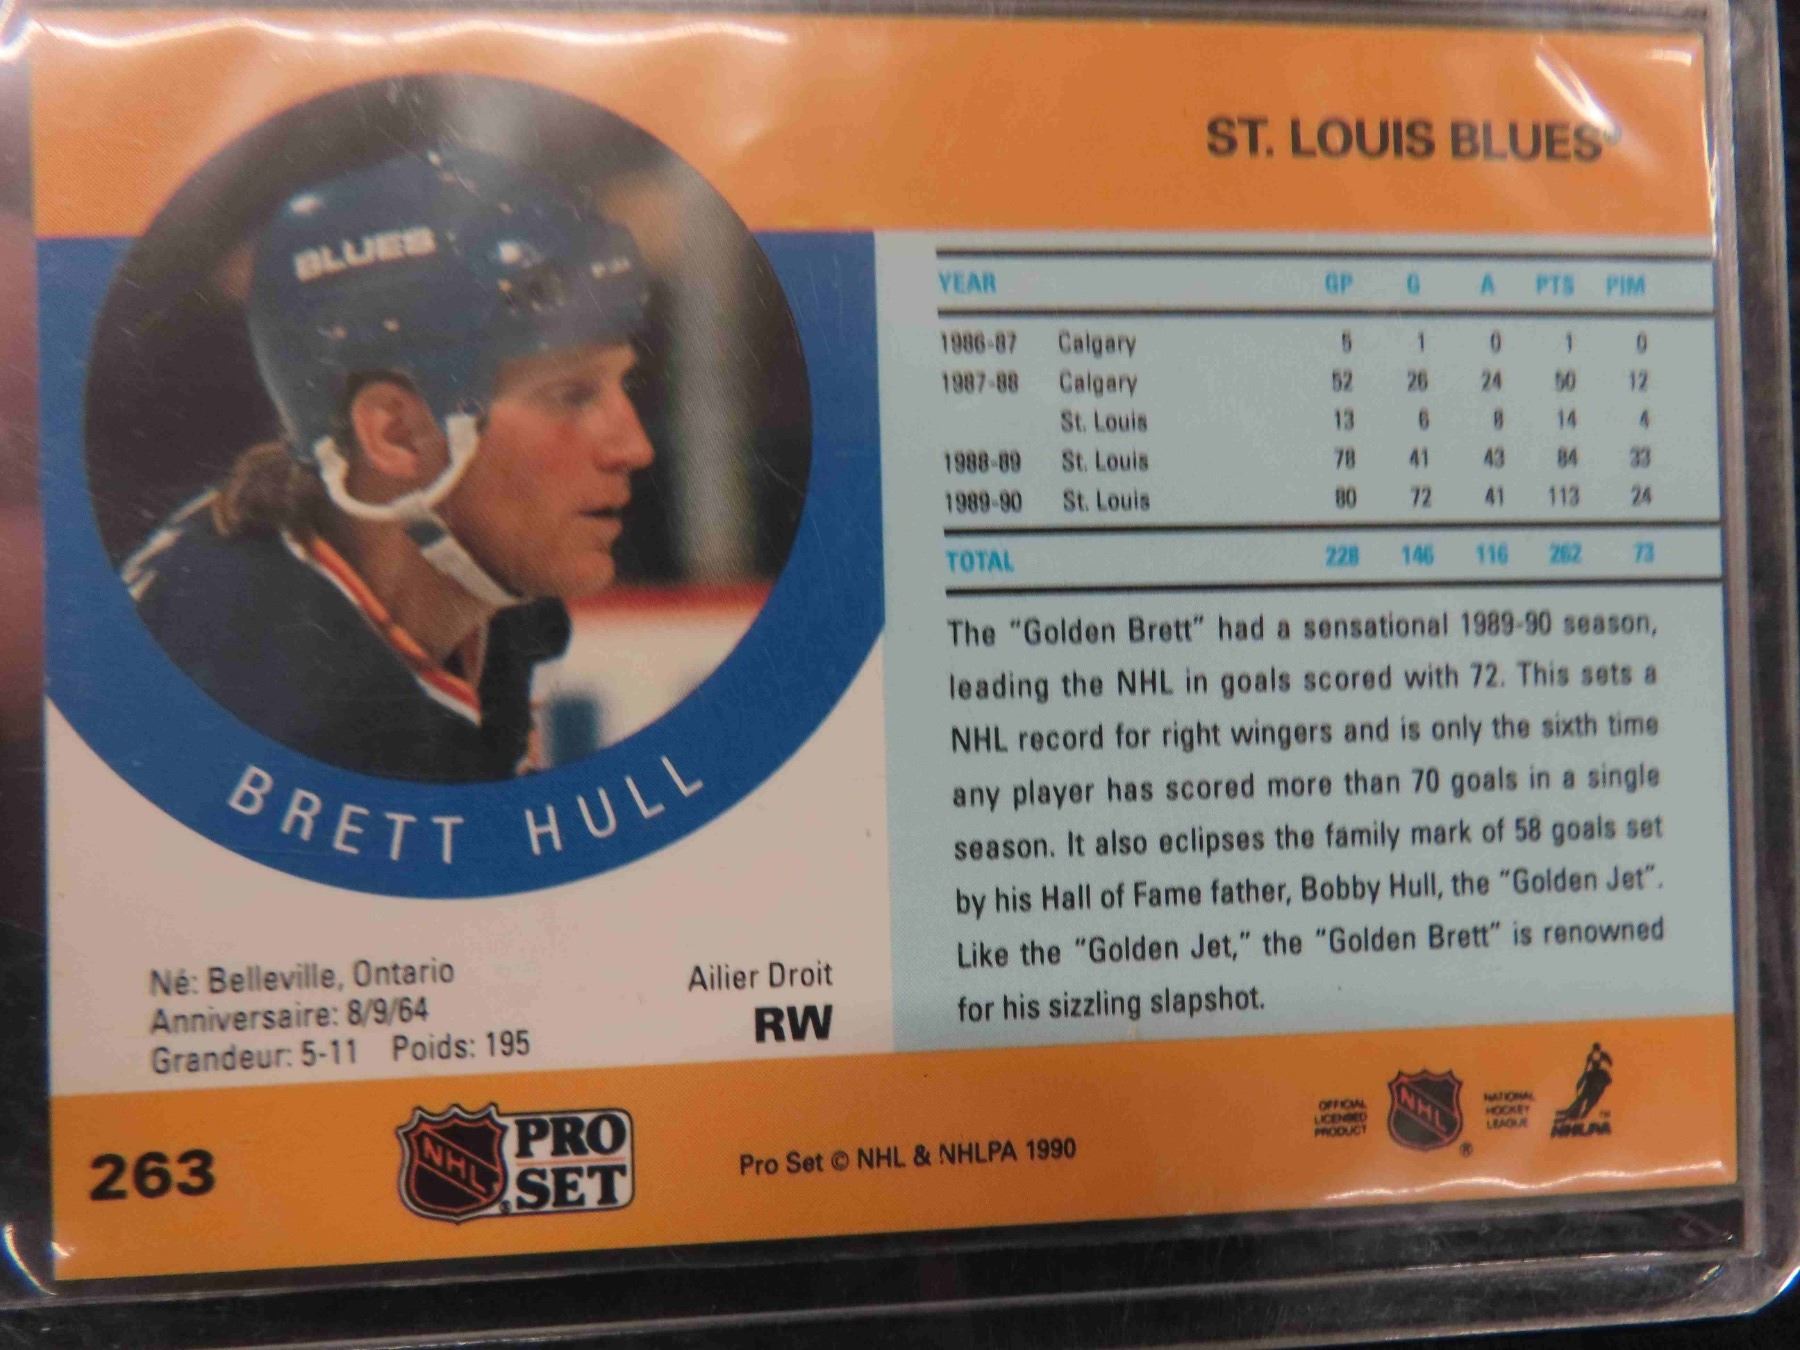 ST. LOUIS BLUES
BLUES
YEAR GP G A PTS PIM
1986-87 Calgary 5 1 0 1 0
1987-88 Calgary 52 26 24 50 12
St. Louis 13 6 8 14 4
1988-89 St. Louis 78 41 43 84 33
1989-90 St. Louis 80 72 41 113 24
TOTAL 228 146 116 262 73
The “Golden Brett” had a sensational 1989-90 season,
leading the NHL in goals scored with 72. This sets a
NHL record for right wingers and is only the sixth time
any player has scored more than 70 goals in a single
season. It also eclipses the family mark of 58 goals set
by his Hall of Fame father, Bobby Hull, the “Golden Jet”.
Like the “Golden Jet,” the “Golden Brett” is renowned
for his sizzling slapshot.
BRETT HULL
Né: Belleville, Ontario
Anniversaire: 8/9/64
Grandeur: 5-11 Poids: 195
Ailier Droit
RW
263
NHL ®
PRO
SET
Pro Set © NHL & NHLPA 1990
OFFICIAL
LICENSED
PRODUCT
NHL ®
NATIONAL
HOCKEY
LEAGUE
NHLPA ™